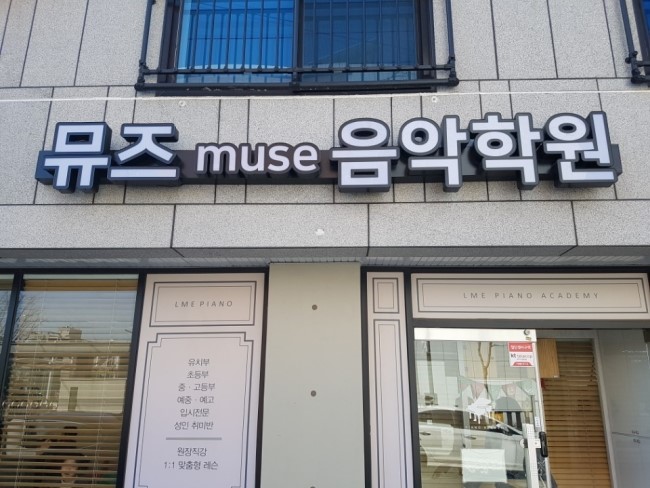 뮤즈 muse 음악학원
LME PIANO
유치부
초등부
중 · 고등부
예중 · 예고
입시전문
성인 취미반
원장직강
1:1 맞춤형 레슨
LME PIANO ACADEMY